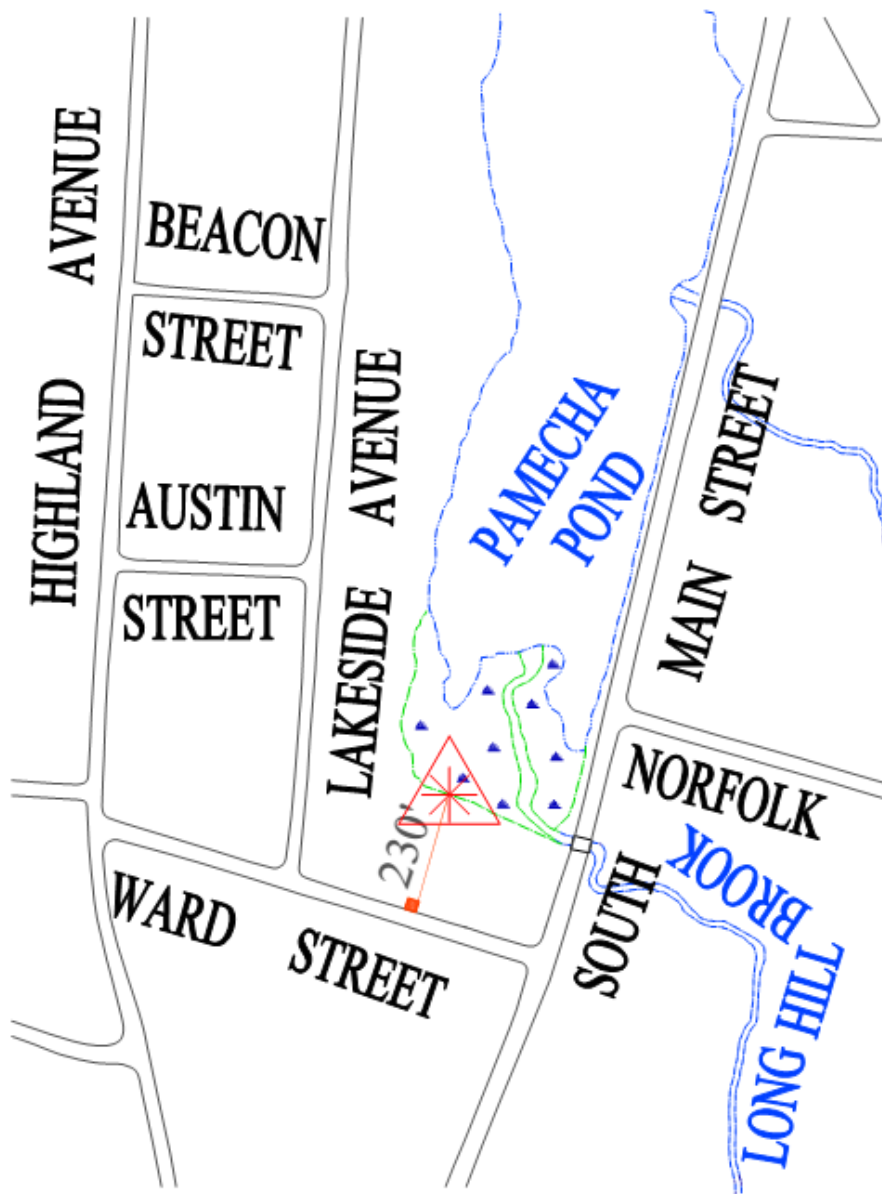 HIGHLAND AVENUE
BEACON
STREET
AUSTIN
STREET
LAKESIDE AVENUE
PAMECHA
POND
SOUTH MAIN STREET
NORFOLK
230'
WARD STREET
LONG HILL
BROOK